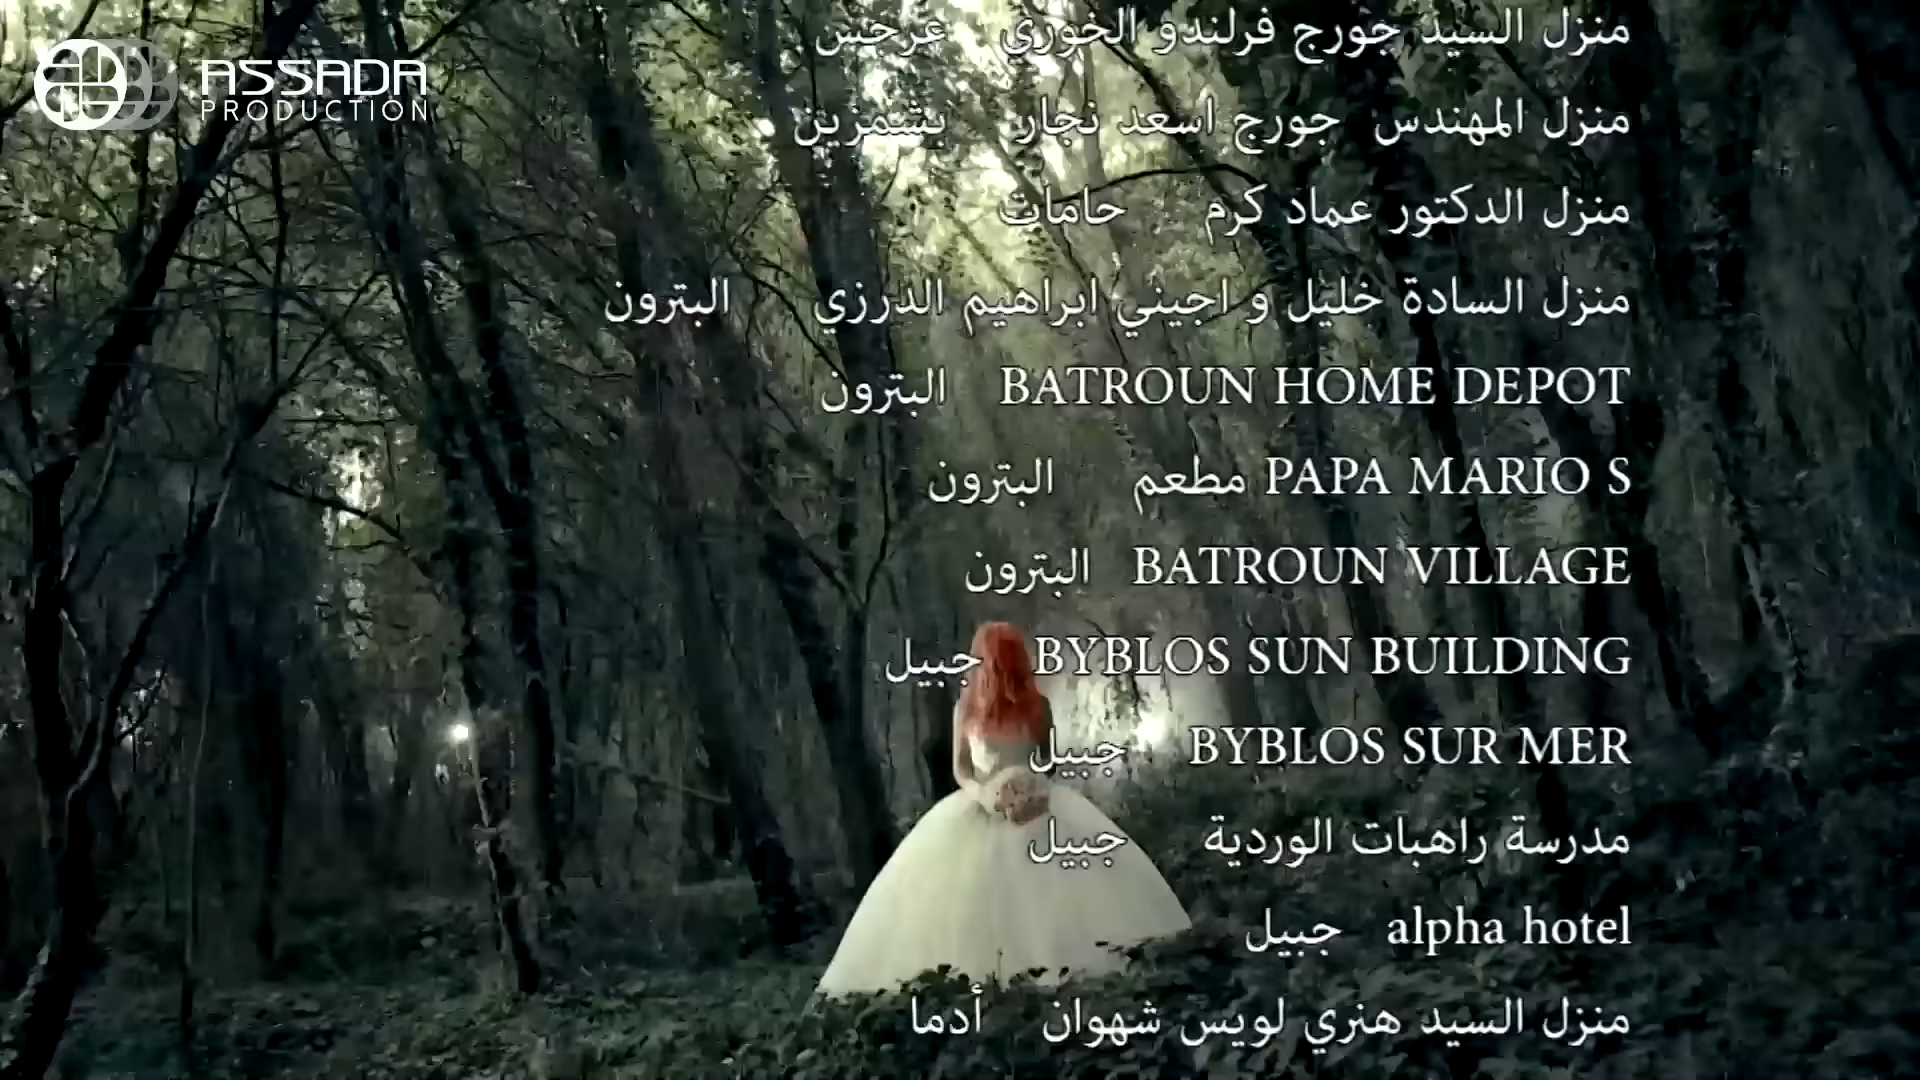 ASSADA
PRODUCTION
منزل السيد جورج فرلندو الخوري عرجس
منزل المهندس جورج اسعد نجار بشمزين
منزل الدكتور عماد كرم حامات
منزل السادة خليل و اجيني ابراهيم الدرزي البترون
BATROUN HOME DEPOT البترون
PAPA MARIO S مطعم البترون
BATROUN VILLAGE البترون
BYBLOS SUN BUILDING جبيل
BYBLOS SUR MER جبيل
مدرسة راهبات الوردية جبيل
alpha hotel جبيل
منزل السيد هنري لويس شهوان أدما